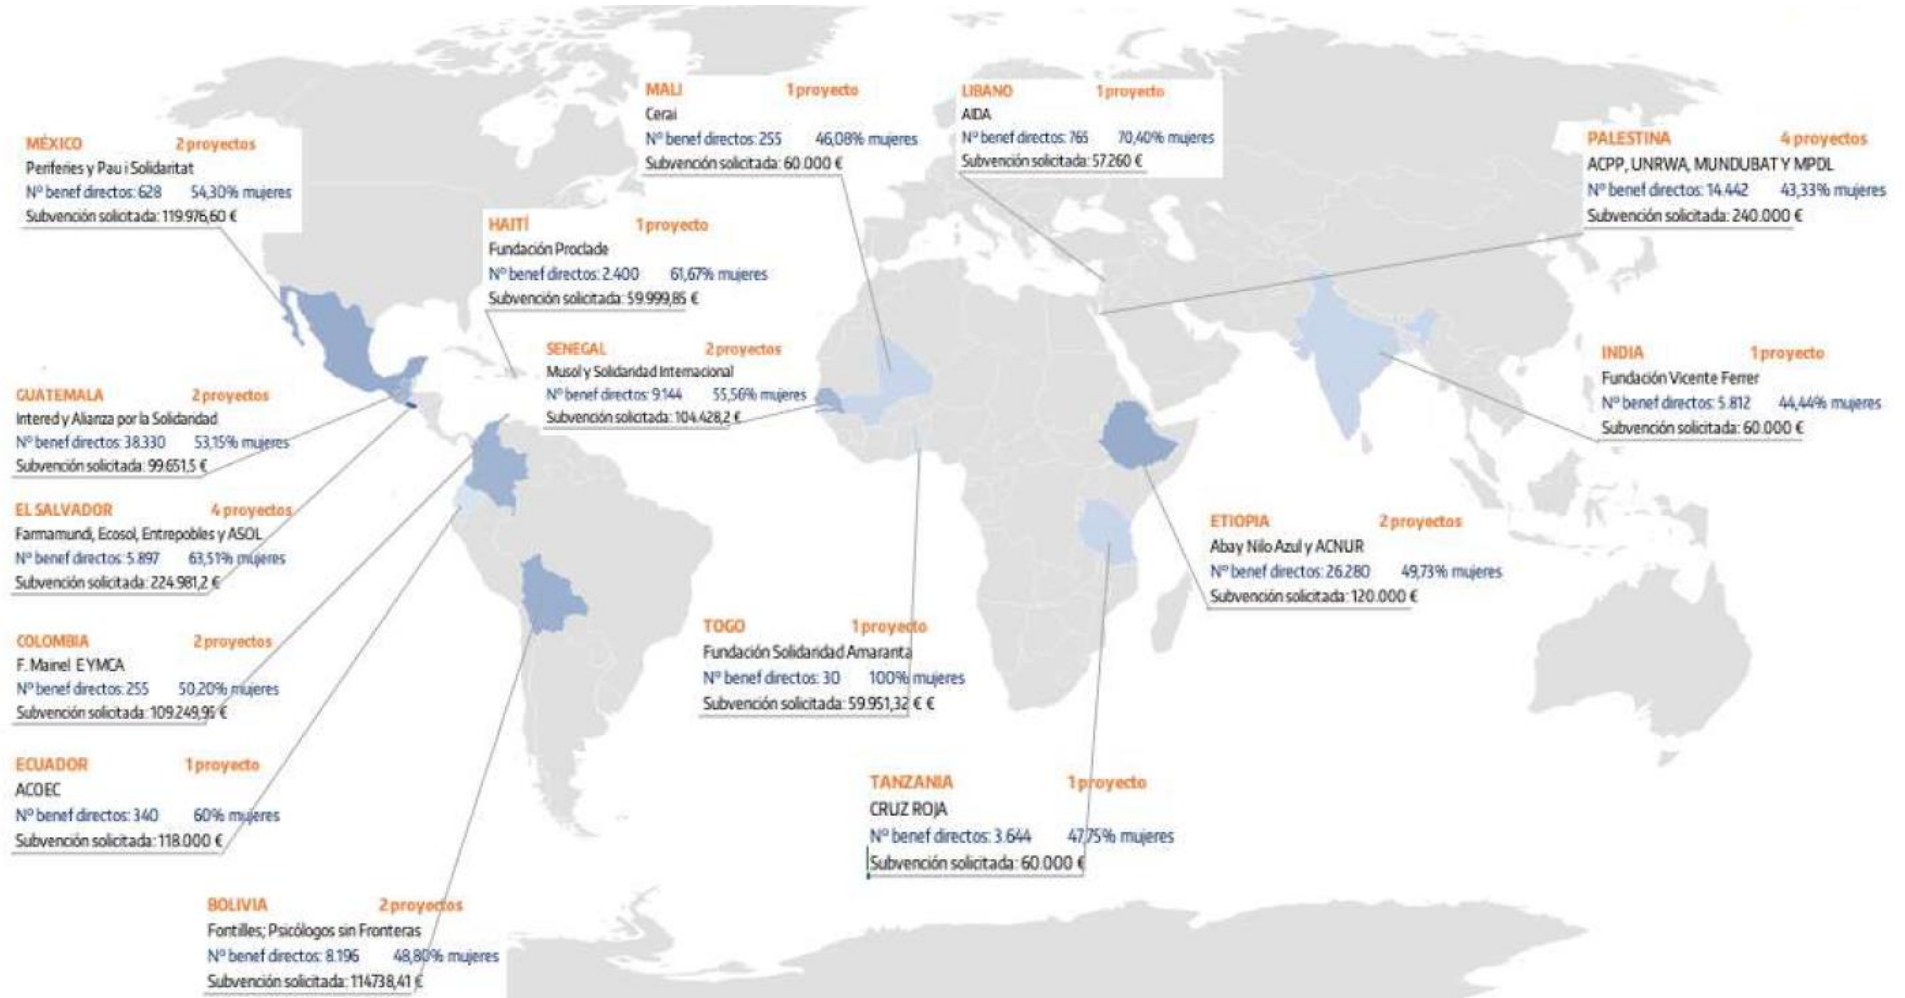 MÉXICO 2 proyectos
Periferies y Pau i Solidaritat
Nº benef directos: 628 54,30% mujeres
Subvención solicitada: 119.976,60 €
GUATEMALA 2 proyectos
Intered y Alianza por la Solidaridad
Nº benef directos: 38.330 53,15% mujeres
Subvención solicitada: 99.651,5 €
EL SALVADOR 4 proyectos
Farmamundi, Ecosol, Entrepobles y ASOL
Nº benef directos: 5.897 63,51% mujeres
Subvención solicitada: 224.981,2 €
COLOMBIA 2 proyectos
F. Mainel E YMCA
Nº benef directos: 255 50,20% mujeres
Subvención solicitada: 109.249,95 €
ECUADOR 1 proyecto
ACOEC
Nº benef directos: 340 60% mujeres
Subvención solicitada: 118.000 €
BOLIVIA 2 proyectos
Fontilles; Psicólogos sin Fronteras
Nº benef directos: 8.196 48,80% mujeres
Subvención solicitada: 114738,41 €
HAITÍ 1 proyecto
Fundación Proclade
Nº benef directos: 2.400 61,67% mujeres
Subvención solicitada: 59.999,85 €
SENEGAL 2 proyectos
Musol y Solidaridad Internacional
Nº benef directos: 9.144 55,56% mujeres
Subvención solicitada: 104.428,2 €
MALI 1 proyecto
Cerai
Nº benef directos: 255 46,08% mujeres
Subvención solicitada: 60.000 €
LIBANO 1 proyecto
AIDA
Nº benef directos: 765 70,40% mujeres
Subvención solicitada: 57.260 €
PALESTINA 4 proyectos
ACPP, UNRWA, MUNDUBAT Y MPDL
Nº benef directos: 14.442 43,33% mujeres
Subvención solicitada: 240.000 €
INDIA 1 proyecto
Fundación Vicente Ferrer
Nº benef directos: 5.812 44,44% mujeres
Subvención solicitada: 60.000 €
ETIOPIA 2 proyectos
Abay Nilo Azul y ACNUR
Nº benef directos: 26.280 49,73% mujeres
Subvención solicitada: 120.000 €
TOGO 1 proyecto
Fundación Solidaridad Amaranta
Nº benef directos: 30 100% mujeres
Subvención solicitada: 59.951,32 € €
TANZANIA 1 proyecto
CRUZ ROJA
Nº benef directos: 3.644 47,75% mujeres
Subvención solicitada: 60.000 €